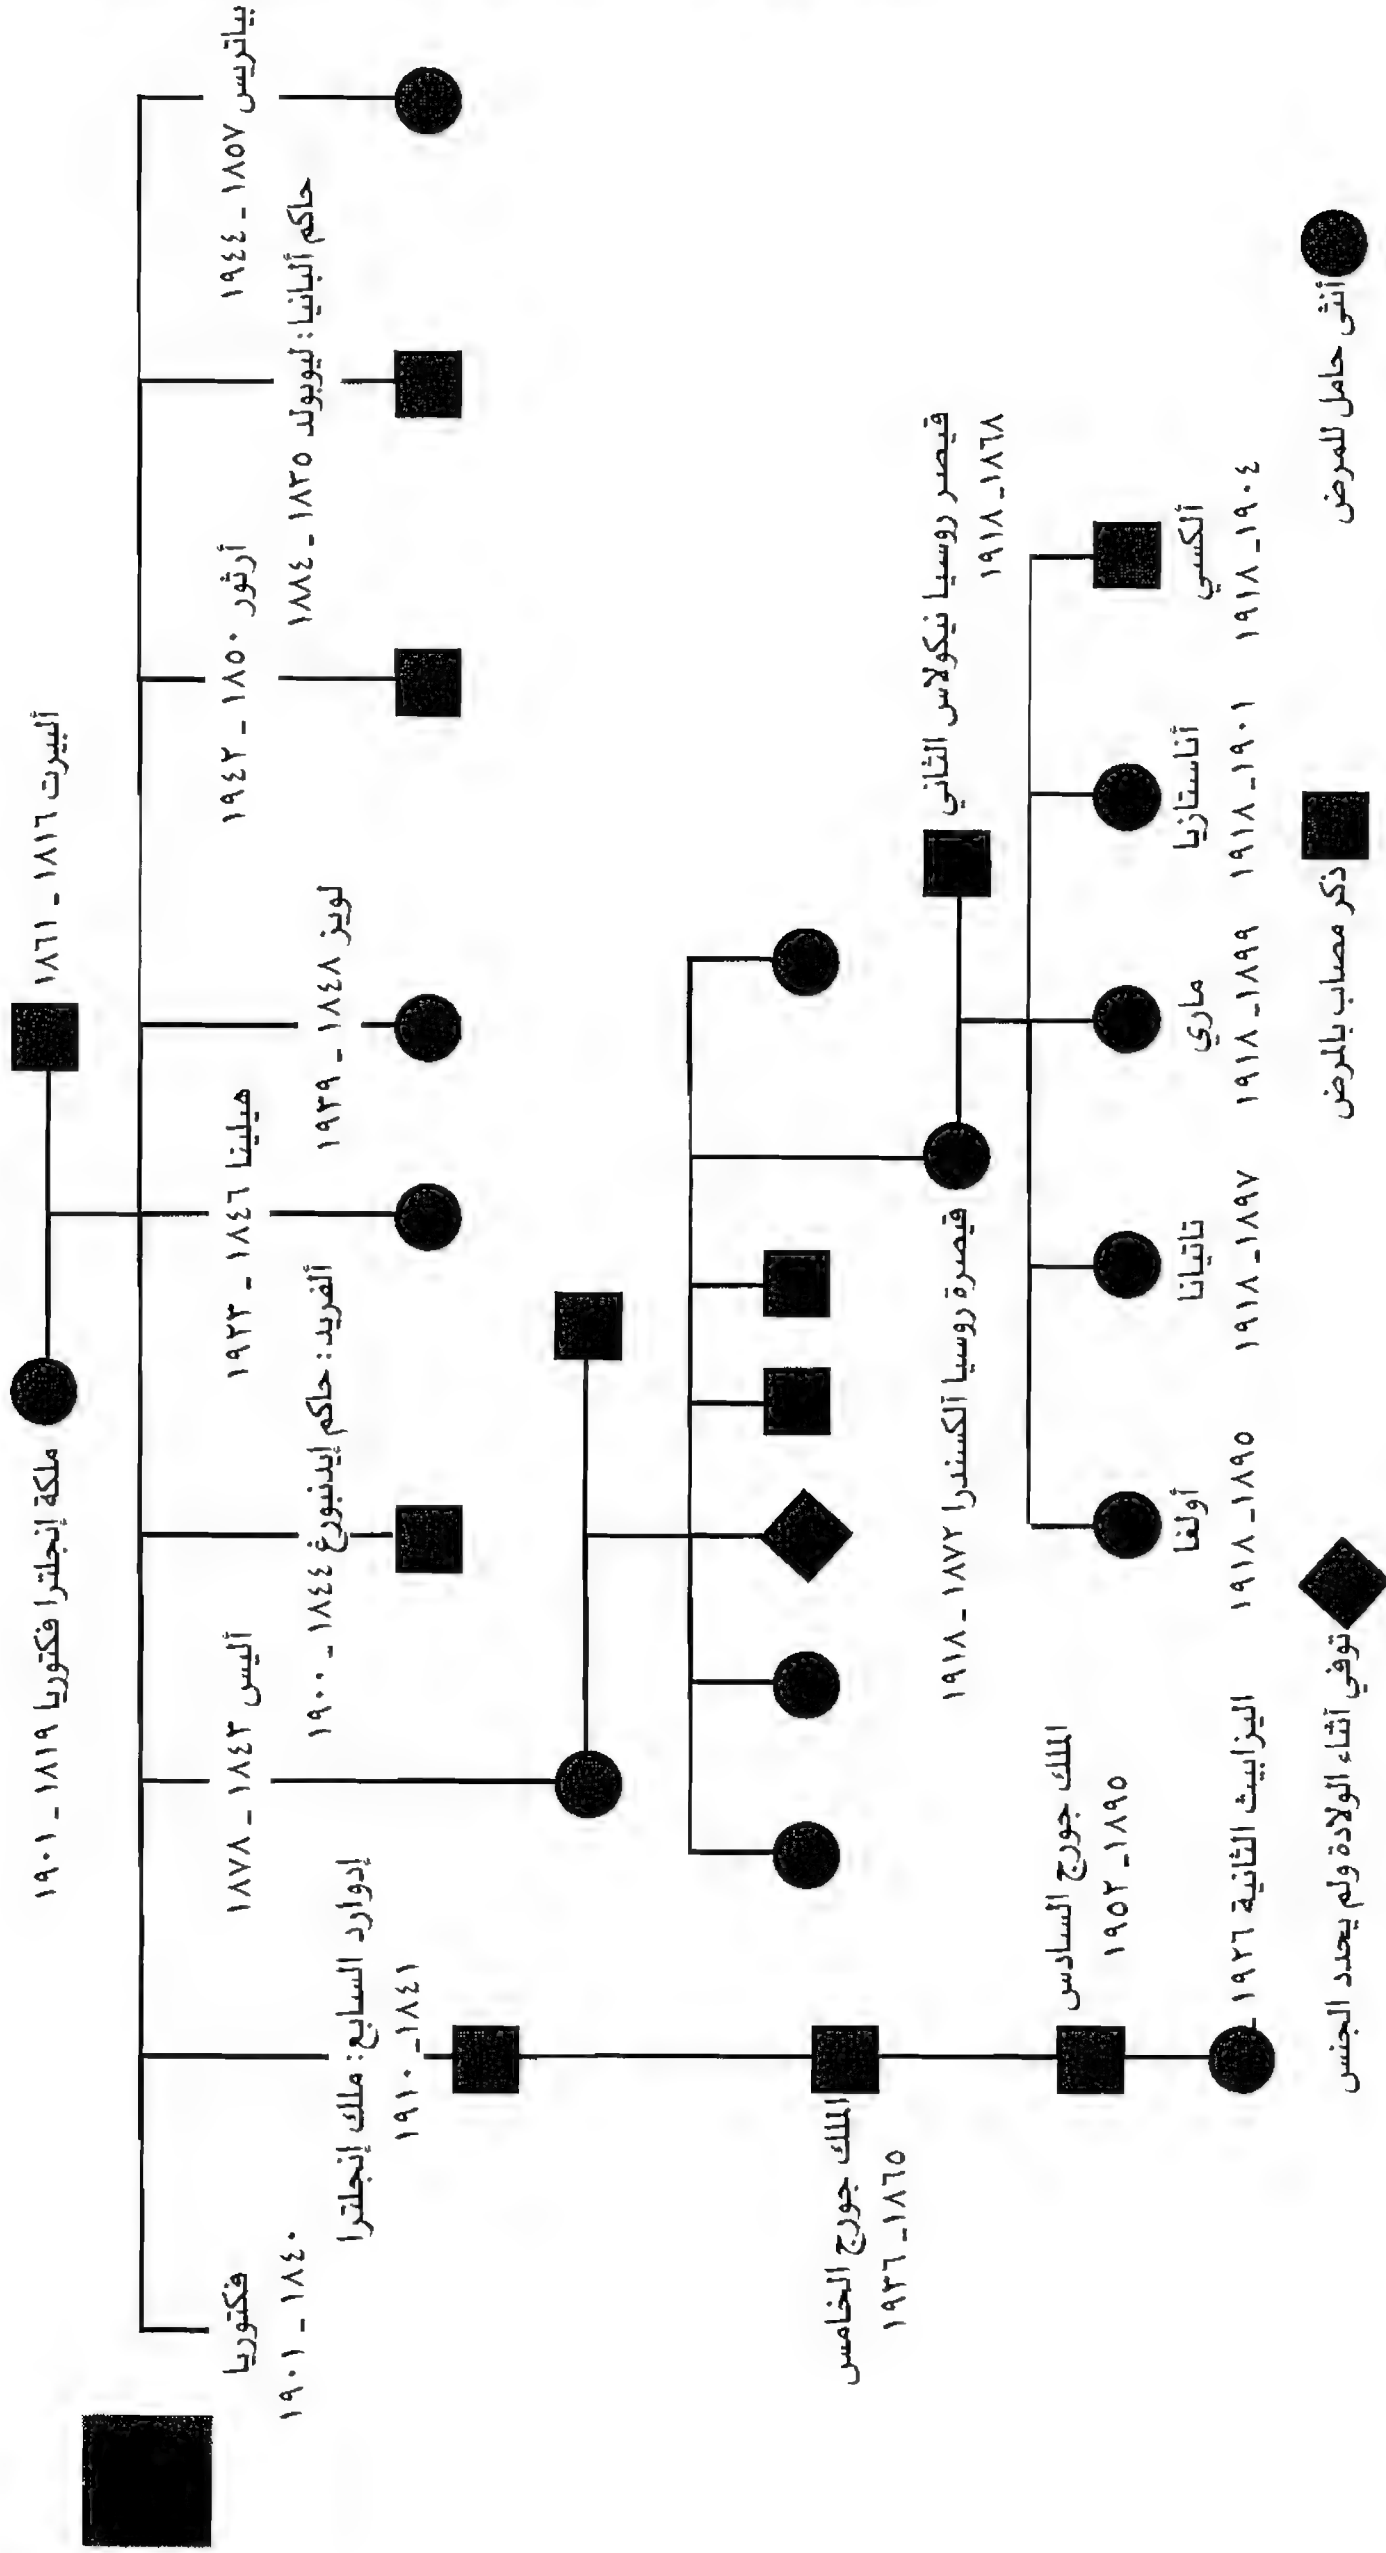 ملكة إنجلترا فكتوريا ١٨١٩ - ١٩٠١
ألبيرت ١٨١٦ - ١٨٦١
فكتوريا
١٨٤٠ - ١٩٠١
إدوارد السابع: ملك إنجلترا
١٨٤١ - ١٩١٠
أليس ١٨٤٣ - ١٨٧٨
ألفريد: حاكم إيدنبورغ ١٨٤٤ - ١٩٠٠
هيلينا ١٨٤٦ - ١٩٢٣
لويز ١٨٤٨ - ١٩٣٩
أرثور ١٨٥٠ - ١٩٤٢
حاكم ألبانيا: ليوبولد ١٨٣٥ - ١٨٨٤
بياتريس ١٨٥٧ - ١٩٤٤
الملك جورج الخامس
١٨٦٥ - ١٩٣٦
قيصرة روسيا ألكسندرا ١٨٧٢ - ١٩١٨
قيصر روسيا نيكولاس الثاني
١٨٦٨ - ١٩١٨
الملك جورج السادس
١٨٩٥ - ١٩٥٢
أولغا
١٨٩٥ - ١٩١٨
تاتيانا
١٨٩٧ - ١٩١٨
ماري
١٨٩٩ - ١٩١٨
أناستازيا
١٩٠١ - ١٩١٨
ألكسي
١٩٠٤ - ١٩١٨
اليزابيث الثانية ١٩٢٦ -
توفي أثناء الولادة ولم يحدد الجنس
ذكر مصاب بالمرض
أنثى حامل للمرض